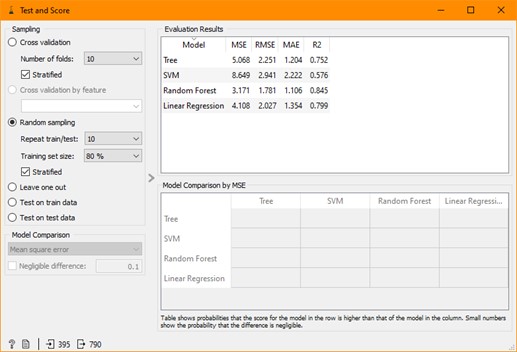 Test and Score
Sampling
Cross validation
Number of folds: 10
Stratified
Cross validation by feature
Random sampling
Repeat train/test: 10
Training set size: 80 %
Stratified
Leave one out
Test on train data
Test on test data
Model Comparison
Mean square error
Negligible difference: 0.1
Evaluation Results
Model MSE RMSE MAE R2
Tree 5.068 2.251 1.204 0.752
SVM 8.649 2.941 2.222 0.576
Random Forest 3.171 1.781 1.106 0.845
Linear Regression 4.108 2.027 1.354 0.799
Model Comparison by MSE
Tree SVM Random Forest Linear Regressi...
Tree
SVM
Random Forest
Linear Regression
Table shows probabilities that the score for the model in the row is higher than that of the model in the column. Small numbers
show the probability that the difference is negligible.
? 395 790